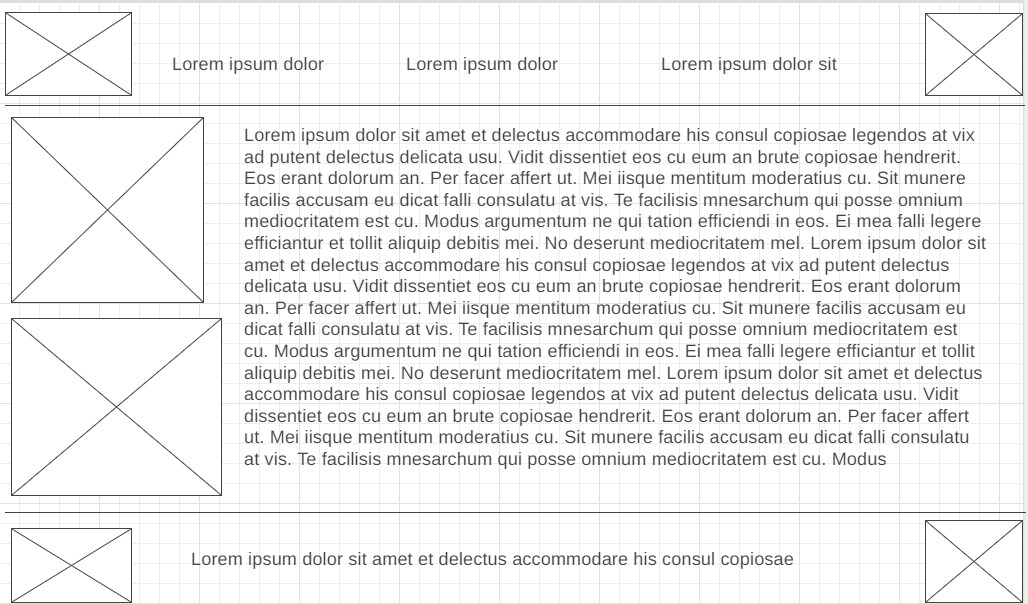 Lorem ipsum dolor
Lorem ipsum dolor
Lorem ipsum dolor sit
Lorem ipsum dolor sit amet et delectus accommodare his consul copiosae legendos at vix
ad putent delectus delicata usu. Vidit dissentiet eos cu eum an brute copiosae hendrerit.
Eos erant dolorum an. Per facer affert ut. Mei iisque mentitum moderatius cu. Sit munere
facilis accusam eu dicat falli consulatu at vis. Te facilisis mnesarchum qui posse omnium
mediocritatem est cu. Modus argumentum ne qui tation efficiendi in eos. Ei mea falli legere
efficiantur et tollit aliquip debitis mei. No deserunt mediocritatem mel. Lorem ipsum dolor sit
amet et delectus accommodare his consul copiosae legendos at vix ad putent delectus
delicata usu. Vidit dissentiet eos cu eum an brute copiosae hendrerit. Eos erant dolorum
an. Per facer affert ut. Mei iisque mentitum moderatius cu. Sit munere facilis accusam eu
dicat falli consulatu at vis. Te facilisis mnesarchum qui posse omnium mediocritatem est
cu. Modus argumentum ne qui tation efficiendi in eos. Ei mea falli legere efficiantur et tollit
aliquip debitis mei. No deserunt mediocritatem mel. Lorem ipsum dolor sit amet et delectus
accommodare his consul copiosae legendos at vix ad putent delectus delicata usu. Vidit
dissentiet eos cu eum an brute copiosae hendrerit. Eos erant dolorum an. Per facer affert
ut. Mei iisque mentitum moderatius cu. Sit munere facilis accusam eu dicat falli consulatu
at vis. Te facilisis mnesarchum qui posse omnium mediocritatem est cu. Modus
Lorem ipsum dolor sit amet et delectus accommodare his consul copiosae